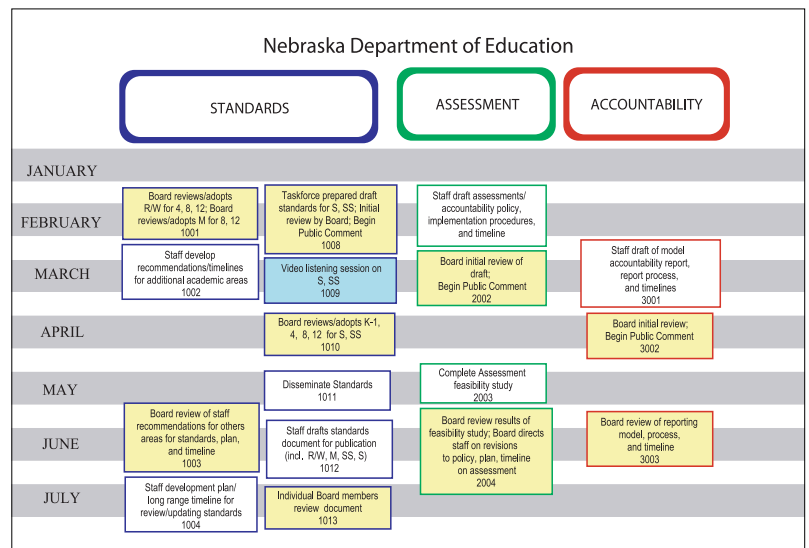 Nebraska Department of Education
STANDARDS
ASSESSMENT
ACCOUNTABILITY
JANUARY
FEBRUARY
MARCH
APRIL
MAY
JUNE
JULY
Board reviews/adopts
R/W for 4, 8, 12; Board
reviews/adopts M for 8, 12
1001
Staff develop
recommendations/timelines
for additional academic areas
1002
Board review of staff
recommendations for others
areas for standards, plan,
and timeline
1003
Staff development plan/
long range timeline for
review/updating standards
1004
Taskforce prepared draft
standards for S, SS; Initial
review by Board; Begin
Public Comment
1008
Video listening session on
S, SS
1009
Board reviews/adopts K-1,
4, 8, 12 for S, SS
1010
Disseminate Standards
1011
Staff drafts standards
document for publication
(incl. R/W, M, SS, S)
1012
Individual Board members
review document
1013
Staff draft assessments/
accountability policy,
implementation procedures,
and timeline
Board initial review of
draft;
Begin Public Comment
2002
Complete Assessment
feasibility study
2003
Board review results of
feasibility study; Board directs
staff on revisions
to policy, plan, timeline
on assessment
2004
Staff draft of model
accountability report,
report process,
and timelines
3001
Board initial review;
Begin Public Comment
3002
Board review of reporting
model, process,
and timeline
3003